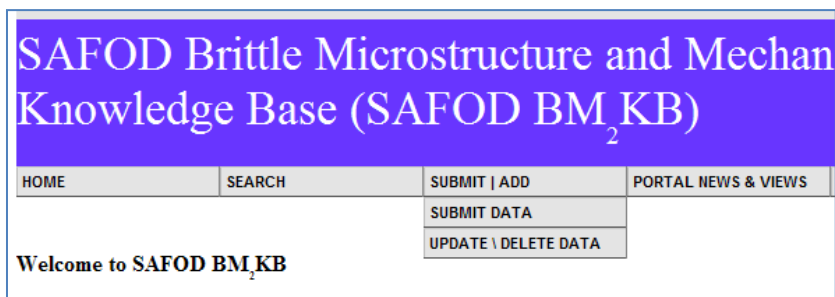 SAFOD Brittle Microstructure and Mechan
Knowledge Base (SAFOD BM₂KB)
HOME SEARCH SUBMIT | ADD PORTAL NEWS & VIEWS
SUBMIT DATA
UPDATE \ DELETE DATA
Welcome to SAFOD BM₂KB